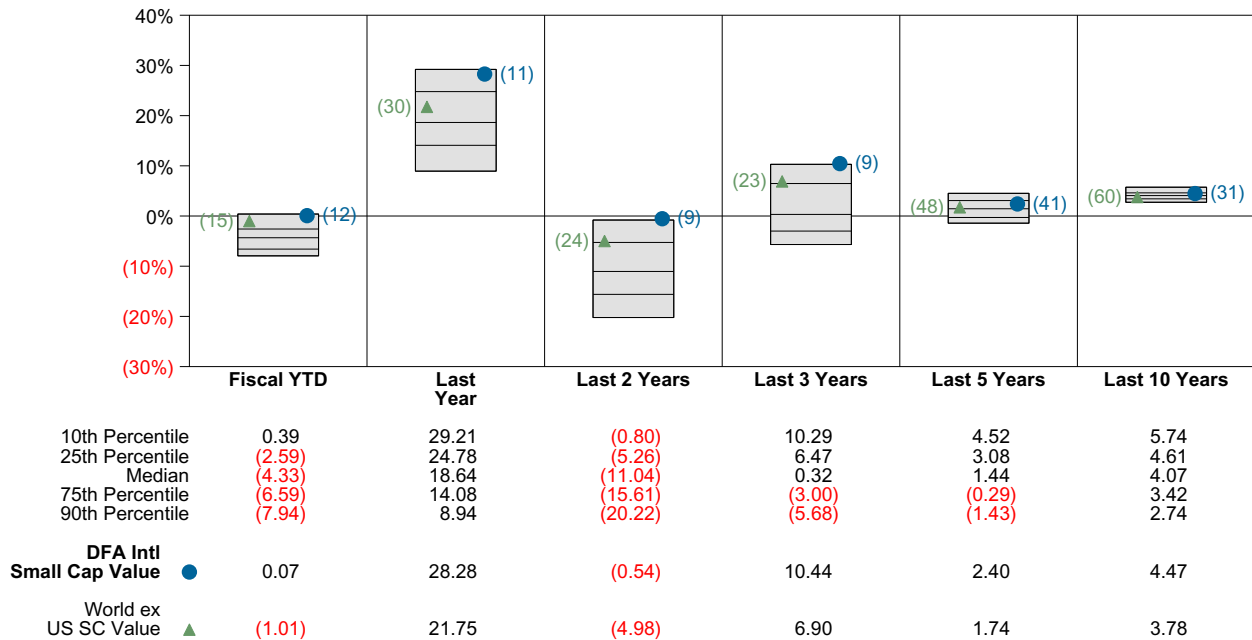 40%
30%
20%
10%
0%
(10%)
(20%)
(30%)
(15) (12)
(30) (11)
(24) (9)
(23) (9)
(48) (41)
(60) (31)
Fiscal YTD Last Year Last 2 Years Last 3 Years Last 5 Years Last 10 Years
10th Percentile 0.39 29.21 (0.80) 10.29 4.52 5.74
25th Percentile (2.59) 24.78 (5.26) 6.47 3.08 4.61
Median (4.33) 18.64 (11.04) 0.32 1.44 4.07
75th Percentile (6.59) 14.08 (15.61) (3.00) (0.29) 3.42
90th Percentile (7.94) 8.94 (20.22) (5.68) (1.43) 2.74
DFA Intl
Small Cap Value 0.07 28.28 (0.54) 10.44 2.40 4.47
World ex
US SC Value (1.01) 21.75 (4.98) 6.90 1.74 3.78